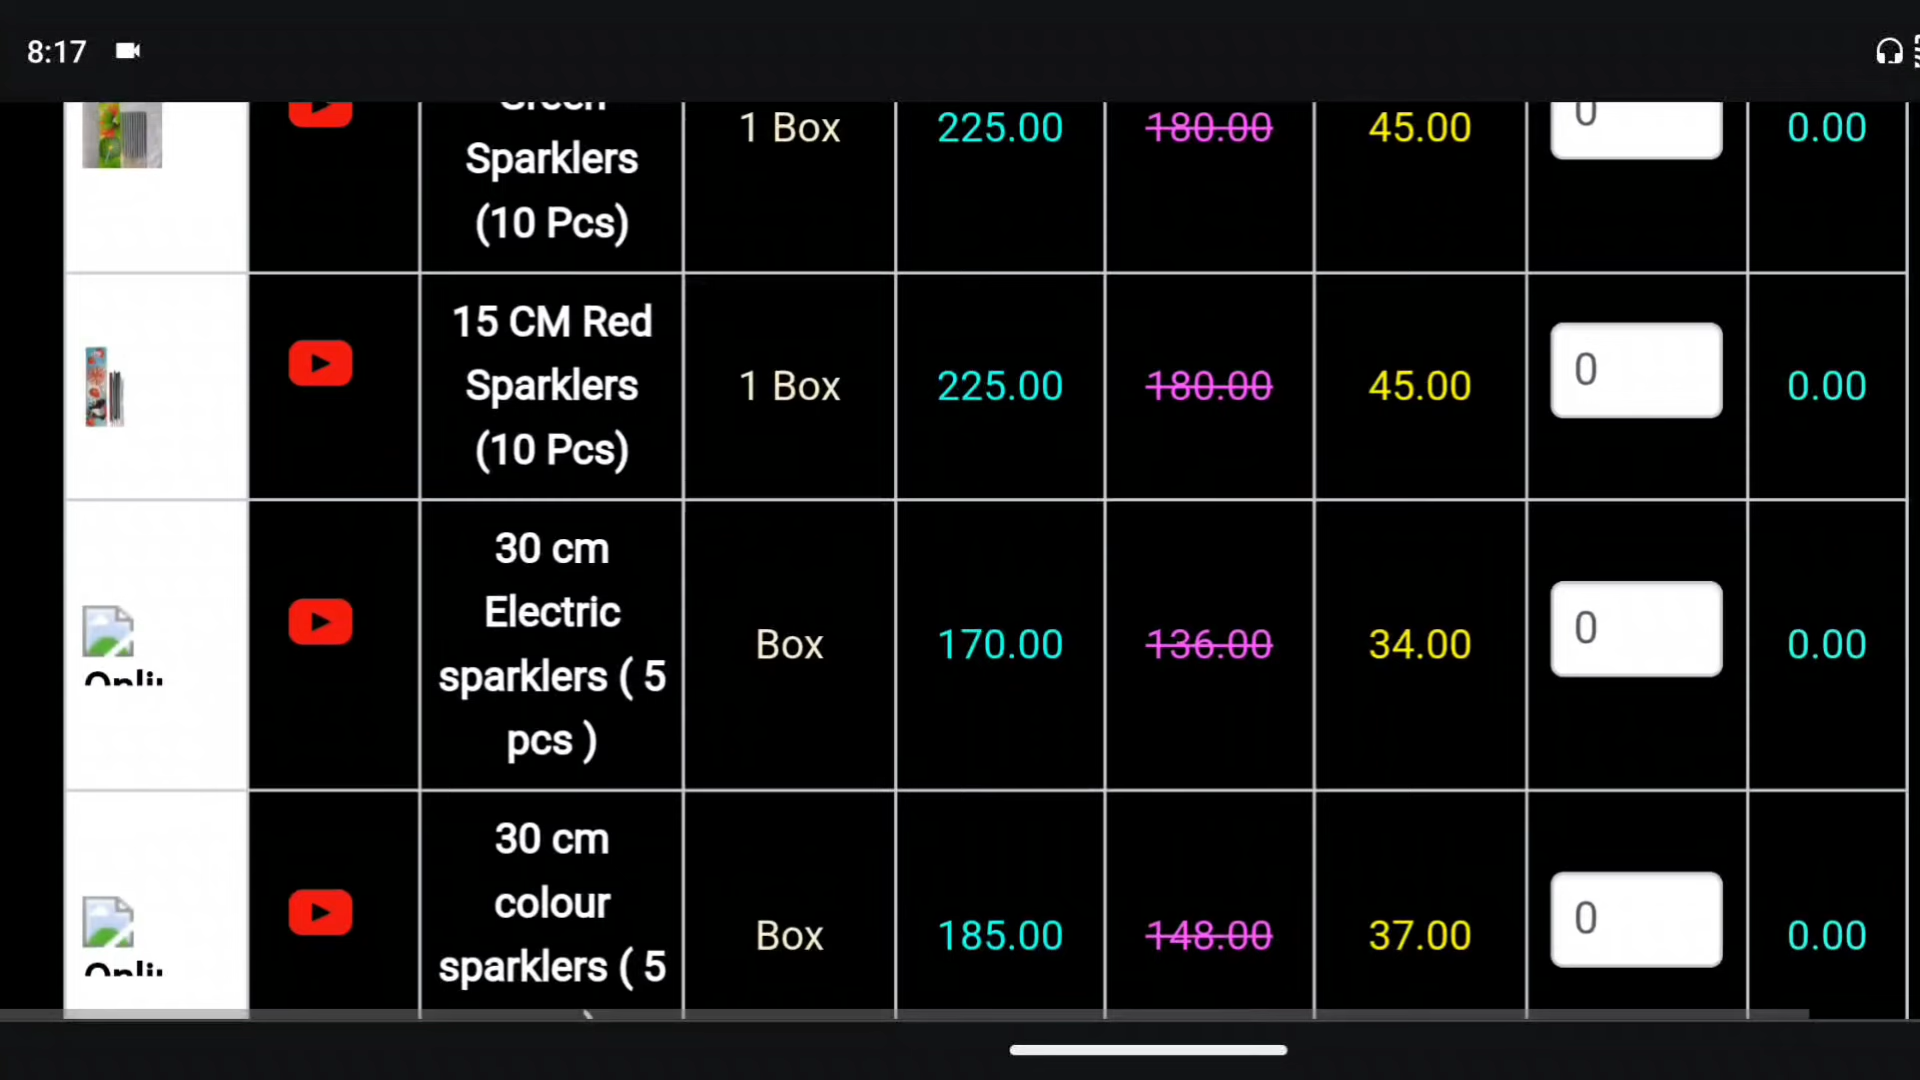 8:17
Green
Sparklers
(10 Pcs)
1 Box
225.00
180.00
45.00
0
0.00
15 CM Red
Sparklers
(10 Pcs)
1 Box
225.00
180.00
45.00
0
0.00
30 cm
Electric
sparklers ( 5
pcs )
Box
170.00
136.00
34.00
0
0.00
30 cm
colour
sparklers ( 5
Box
185.00
148.00
37.00
0
0.00